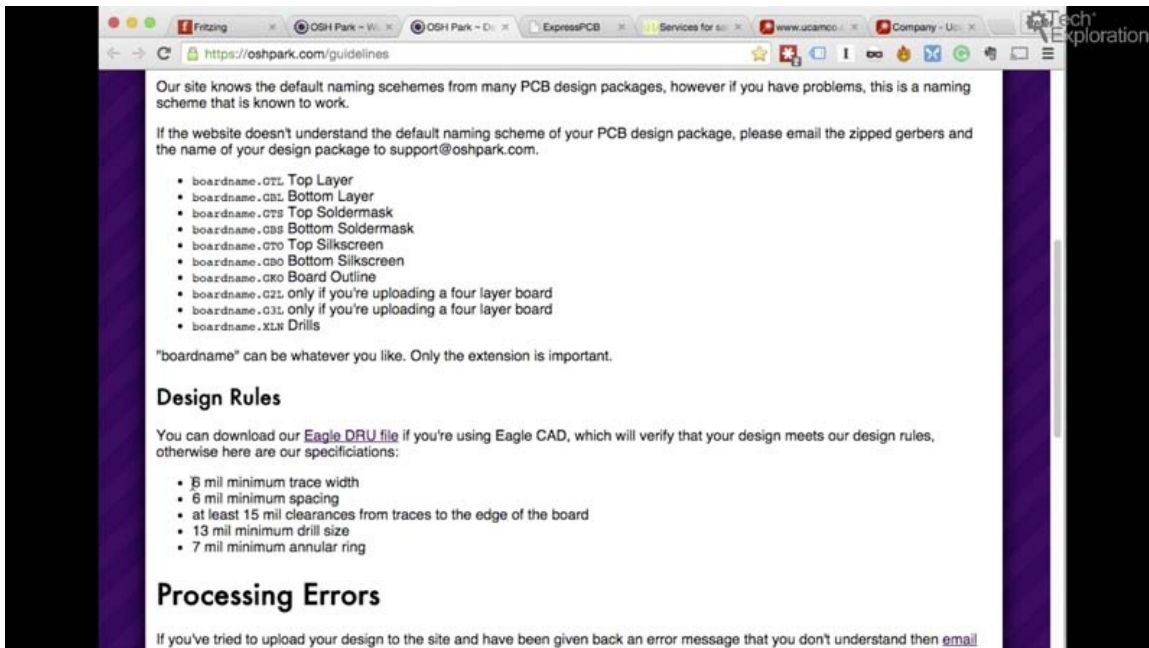 Tech
Exploration
Fritzing
OSH Park – W
OSH Park – D
ExpressPCB
Services for s
www.ucamco.
Company - Uc
https://oshpark.com/guidelines
Our site knows the default naming scehemes from many PCB design packages, however if you have problems, this is a naming
scheme that is known to work.
If the website doesn't understand the default naming scheme of your PCB design package, please email the zipped gerbers and
the name of your design package to support@oshpark.com.
• boardname.GTL Top Layer
• boardname.GBL Bottom Layer
• boardname.GTS Top Soldermask
• boardname.GBS Bottom Soldermask
• boardname.GTO Top Silkscreen
• boardname.GBO Bottom Silkscreen
• boardname.GKO Board Outline
• boardname.G2L only if you're uploading a four layer board
• boardname.G3L only if you're uploading a four layer board
• boardname.XLN Drills
"boardname" can be whatever you like. Only the extension is important.
Design Rules
You can download our Eagle DRU file if you're using Eagle CAD, which will verify that your design meets our design rules,
otherwise here are our specificiations:
• 6 mil minimum trace width
• 6 mil minimum spacing
• at least 15 mil clearances from traces to the edge of the board
• 13 mil minimum drill size
• 7 mil minimum annular ring
Processing Errors
If you've tried to upload your design to the site and have been given back an error message that you don't understand then email